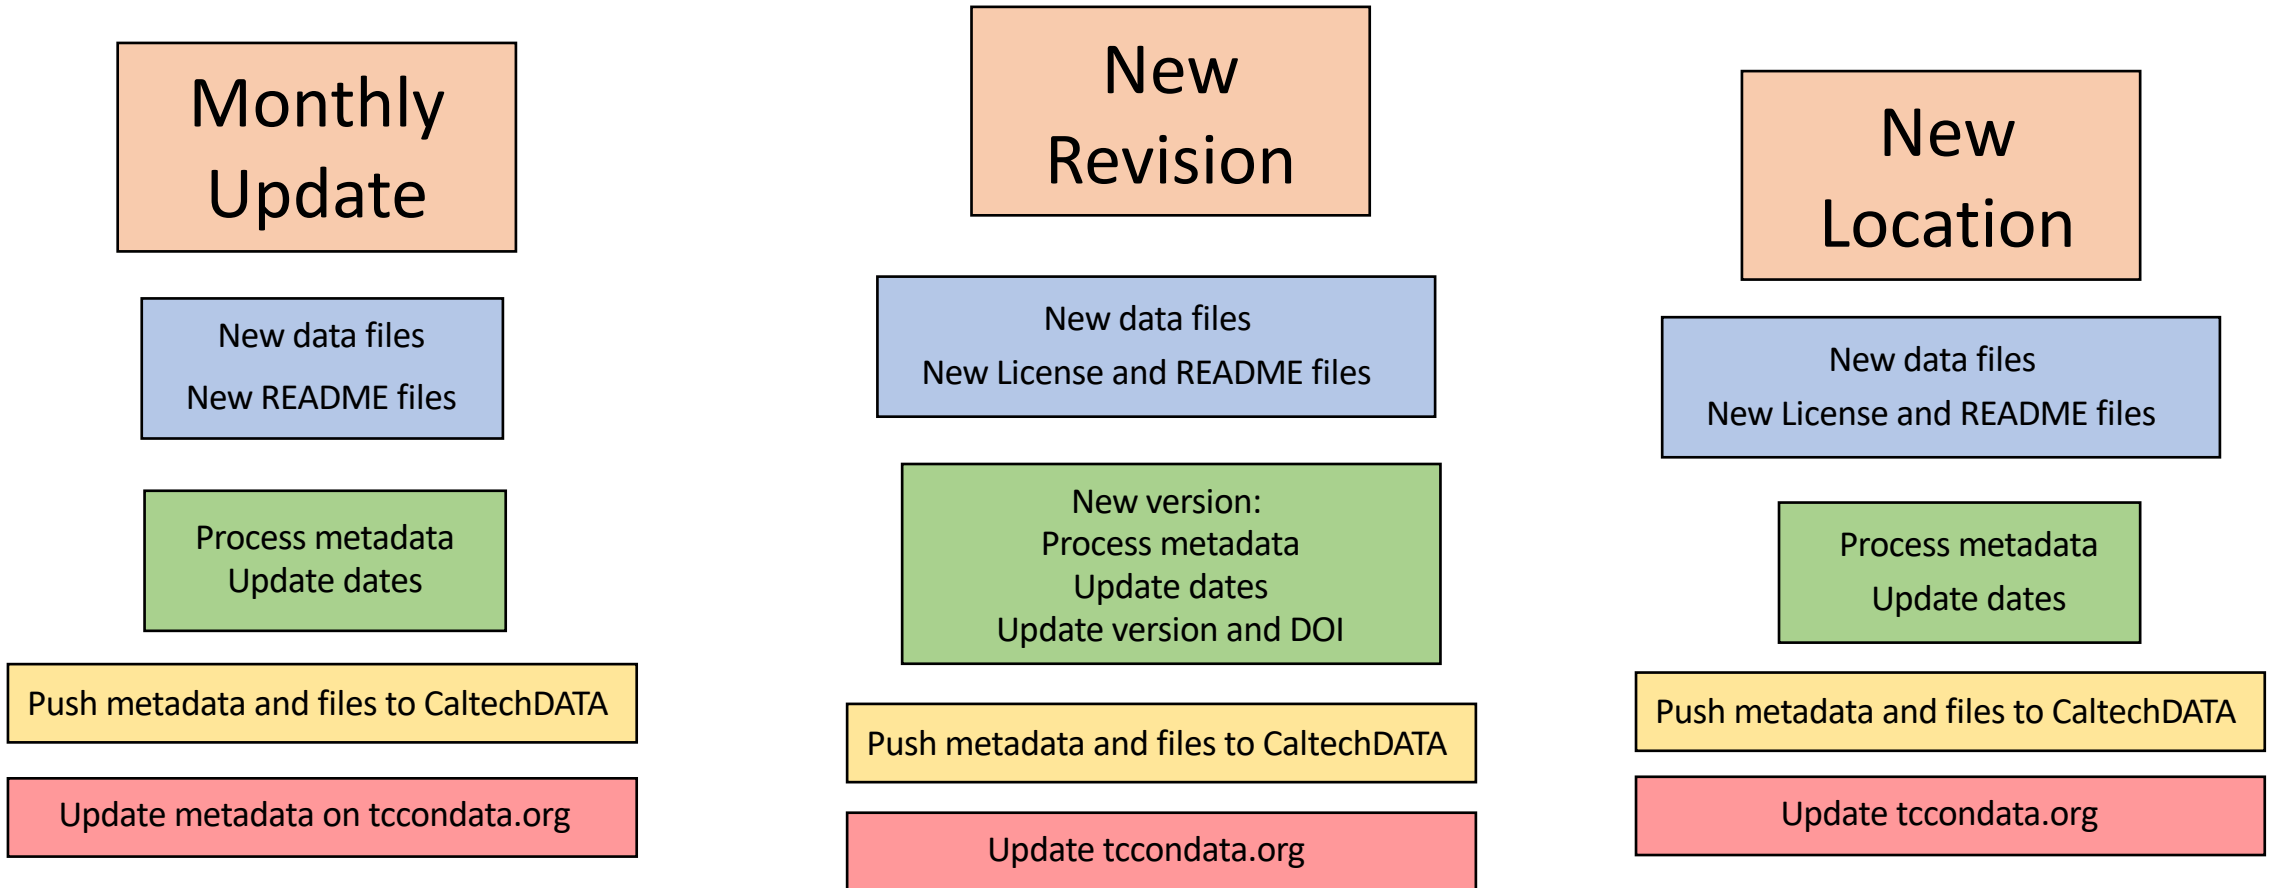 Monthly
Update
New data files
New README files
Process metadata
Update dates
Push metadata and files to CaltechDATA
Update metadata on tccondata.org
New
Revision
New data files
New License and README files
New version:
Process metadata
Update dates
Update version and DOI
Push metadata and files to CaltechDATA
Update tccondata.org
New
Location
New data files
New License and README files
Process metadata
Update dates
Push metadata and files to CaltechDATA
Update tccondata.org